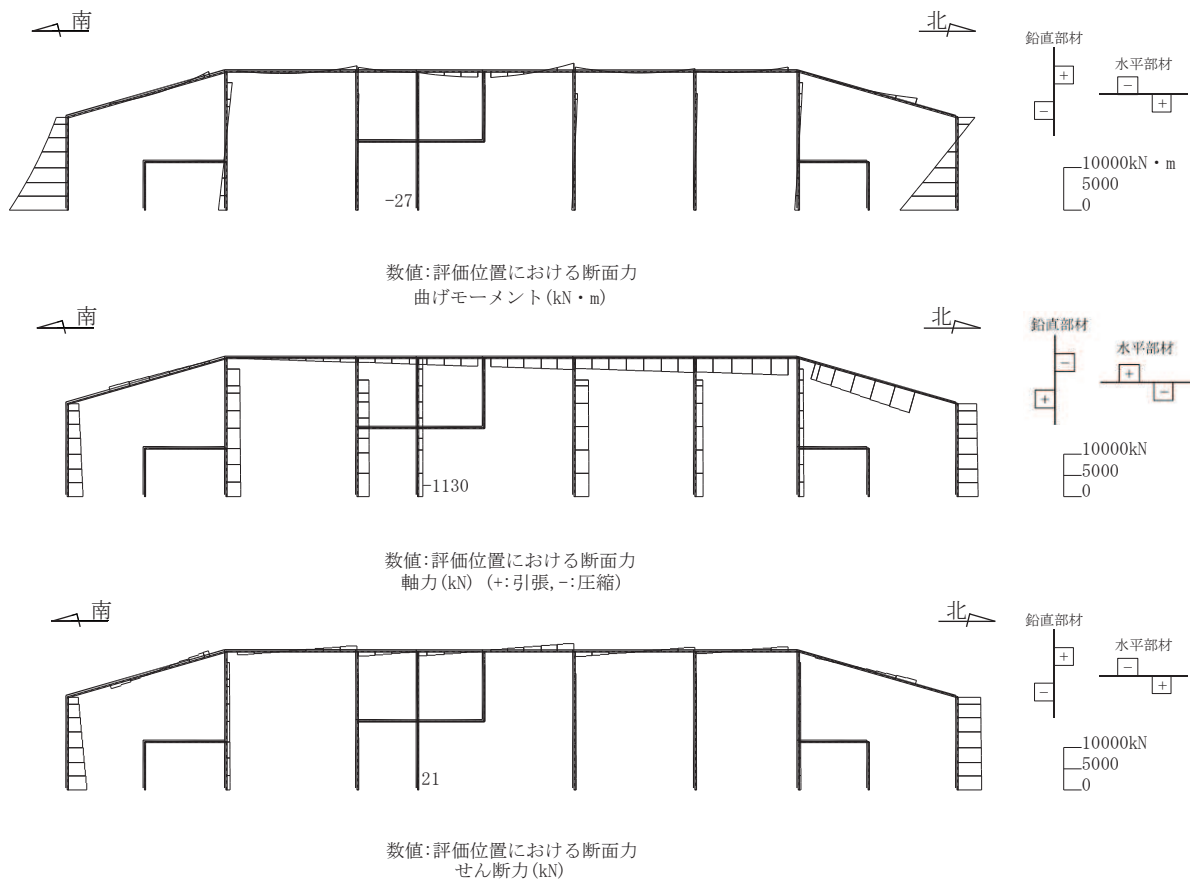 南
北
鉛直部材
+
-
水平部材
-
+
10000kN・m
5000
0
-27
数値:評価位置における断面力
曲げモーメント(kN・m)
南
北
鉛直部材
-
+
水平部材
+
-
10000kN
5000
0
-1130
数値:評価位置における断面力
軸力(kN) (+:引張,-:圧縮)
南
北
鉛直部材
+
-
水平部材
-
+
10000kN
5000
0
21
数値:評価位置における断面力
せん断力(kN)